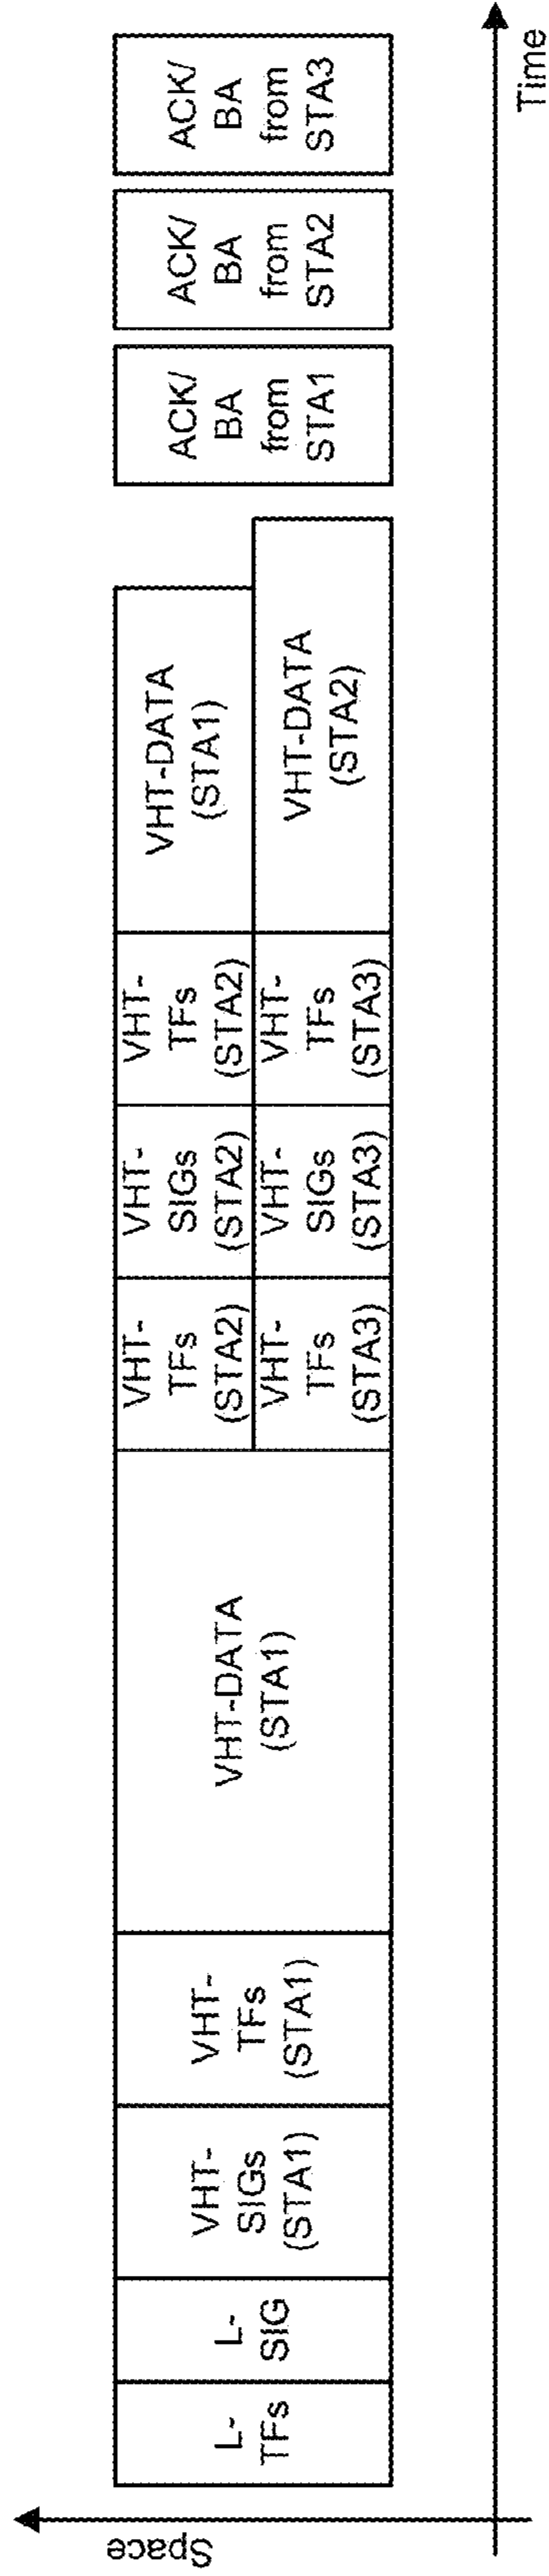 Space
L-
TFs
L-
SIG
VHT-
SIGs
(STA1)
VHT-
TFs
(STA1)
VHT-DATA
(STA1)
VHT-
TFs
(STA2)
VHT-
TFs
(STA3)
VHT-
SIGs
(STA2)
VHT-
SIGs
(STA3)
VHT-
TFs
(STA2)
VHT-
TFs
(STA3)
VHT-DATA
(STA1)
VHT-DATA
(STA2)
ACK/
BA
from
STA1
ACK/
BA
from
STA2
ACK/
BA
from
STA3
Time